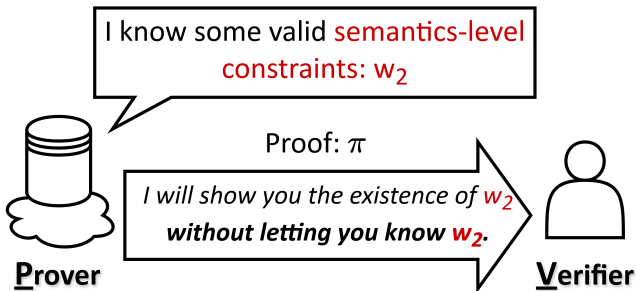 I know some valid semantics-level
constraints: w₂
Proof: π
I will show you the existence of w₂
without letting you know w₂.
Prover
Verifier